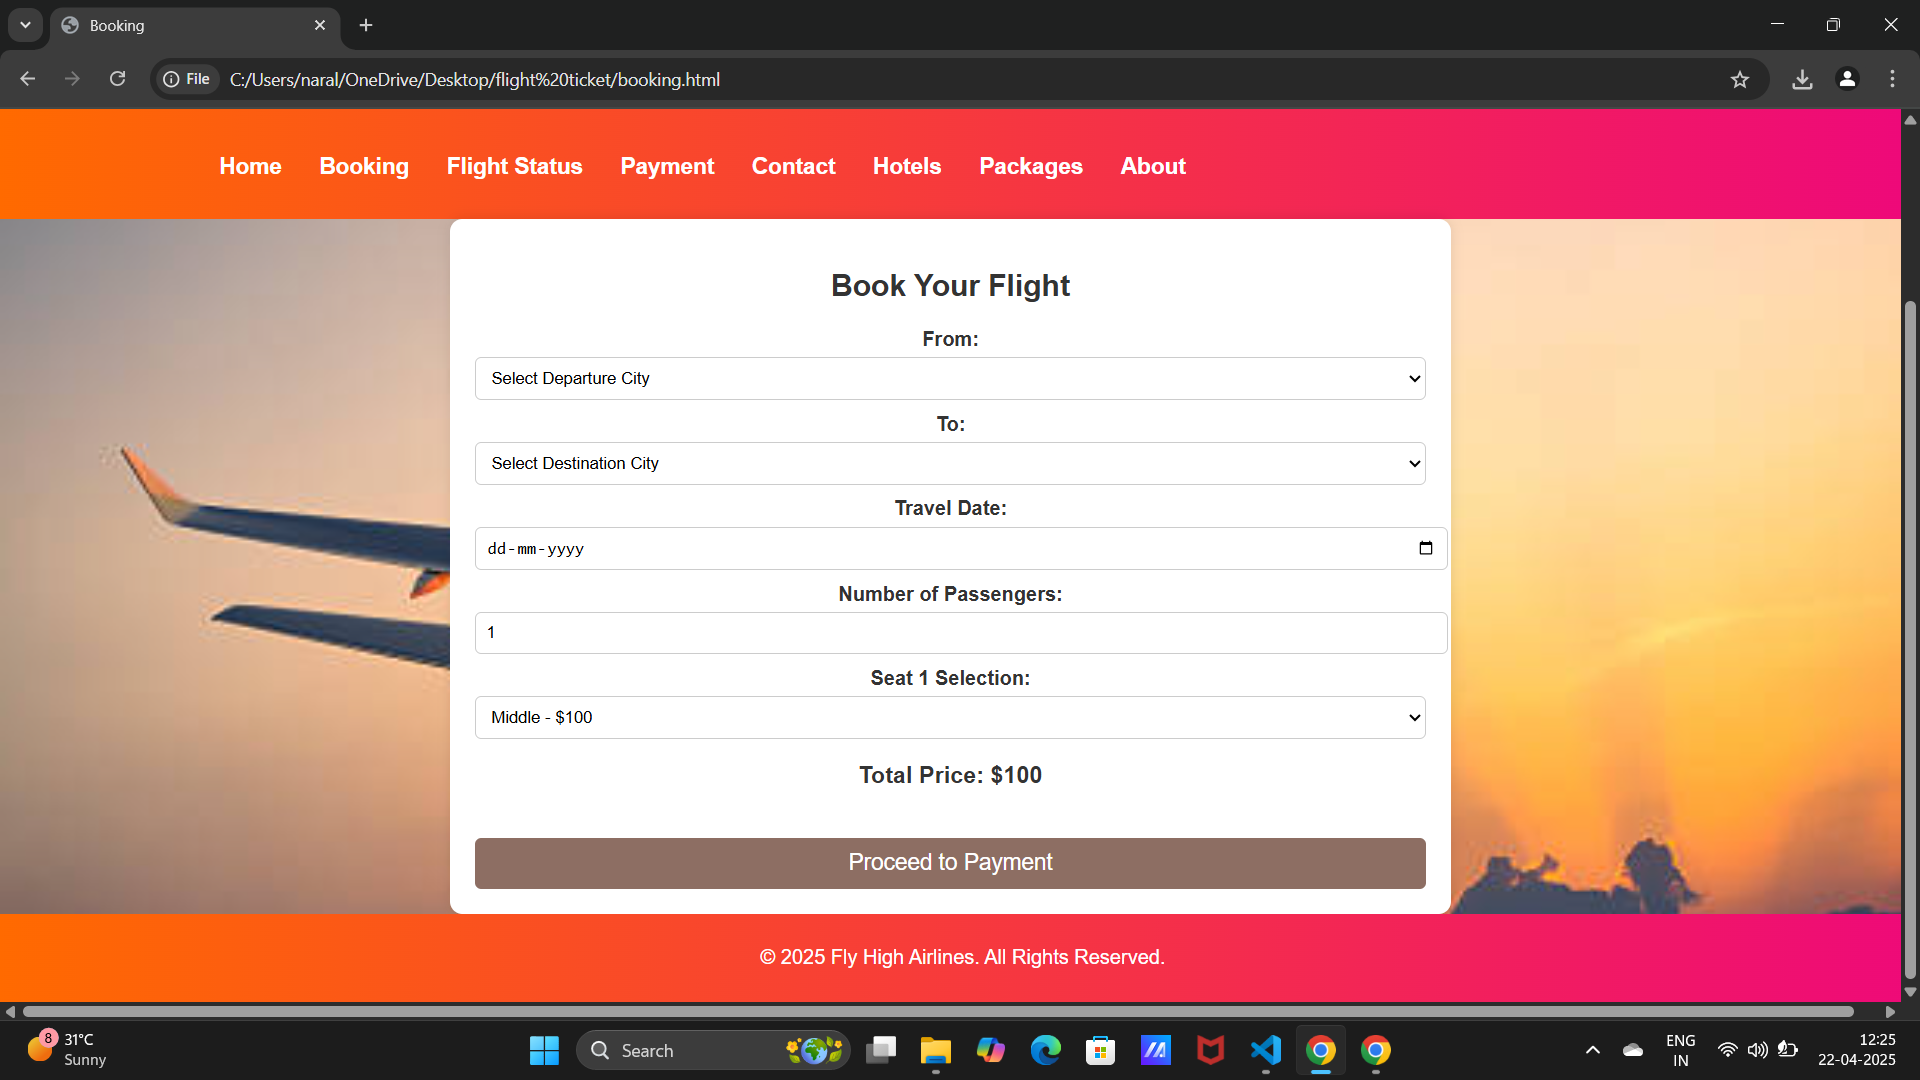 Booking
File
C:/Users/naral/OneDrive/Desktop/flight%20ticket/booking.html
Home Booking Flight Status Payment Contact Hotels Packages About
Book Your Flight
From:
Select Departure City
To:
Select Destination City
Travel Date:
dd-mm-yyyy
Number of Passengers:
1
Seat 1 Selection:
Middle - $100
Total Price: $100
Proceed to Payment
© 2025 Fly High Airlines. All Rights Reserved.
8
31°C
Sunny
Search
ENG
IN
12:25
22-04-2025